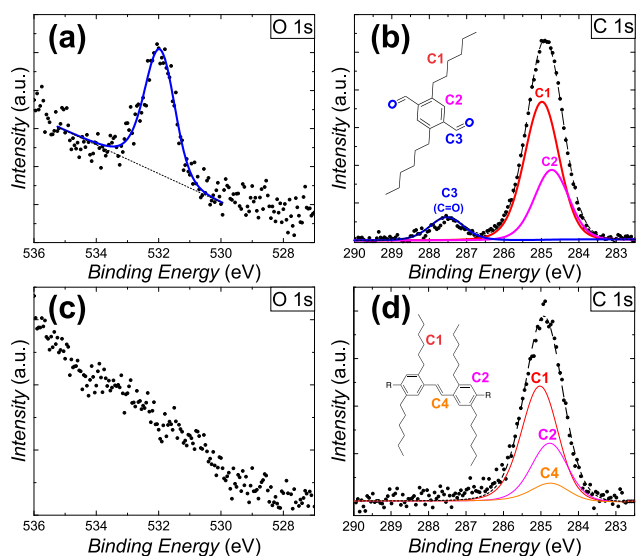 (a)
O 1s
Intensity (a.u.)
536 534 532 530 528
Binding Energy (eV)
(b)
C 1s
C1
C2
O
O
C3
C1
C2
C3
(C=O)
Intensity (a.u.)
290 289 288 287 286 285 284 283
Binding Energy (eV)
(c)
O 1s
Intensity (a.u.)
536 534 532 530 528
Binding Energy (eV)
(d)
C 1s
C1
C2
R
R
C4
C1
C2
C4
Intensity (a.u.)
290 289 288 287 286 285 284 283
Binding Energy (eV)